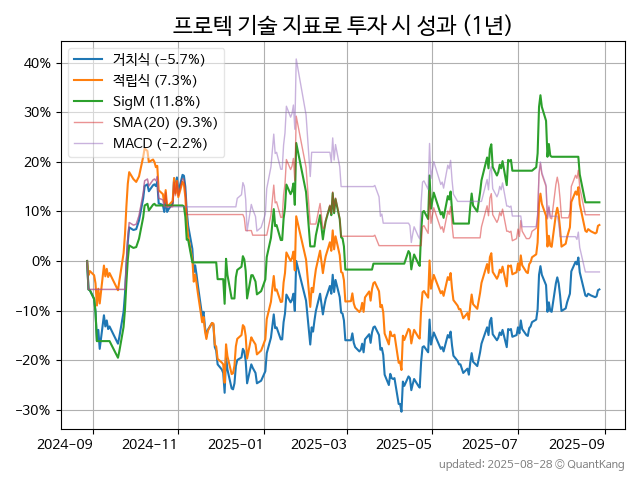 프로텍 기술 지표로 투자 시 성과 (1년)
거치식 (−5.7%)
적립식 (7.3%)
SigM (11.8%)
SMA(20) (9.3%)
MACD (−2.2%)
40%
30%
20%
10%
0%
−10%
−20%
−30%
2024-09
2024-11
2025-01
2025-03
2025-05
2025-07
2025-09
updated: 2025-08-28 © QuantKang